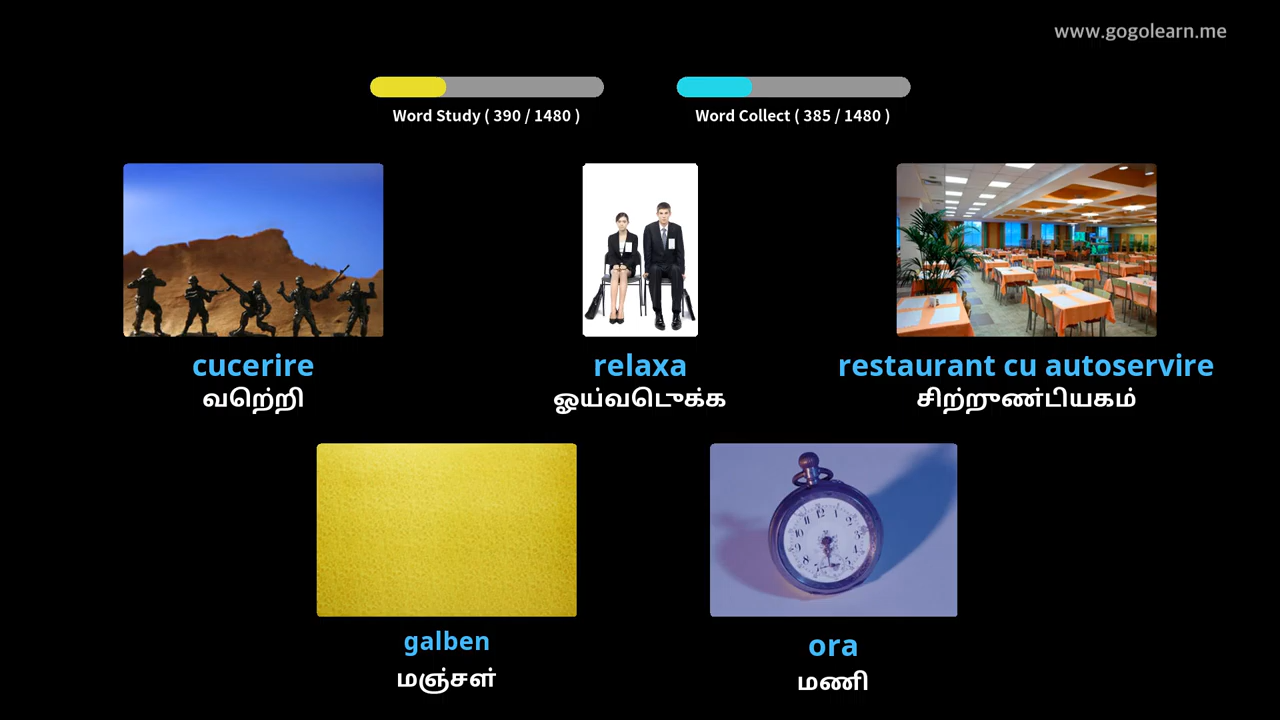 www.gogolearn.me
Word Study ( 390 / 1480 )
Word Collect ( 385 / 1480 )
cucerire
வெற்றி
relaxa
ஓய்வெடுக்க
restaurant cu autoservire
சிற்றுண்டியகம்
galben
மஞ்சள்
ora
மணி